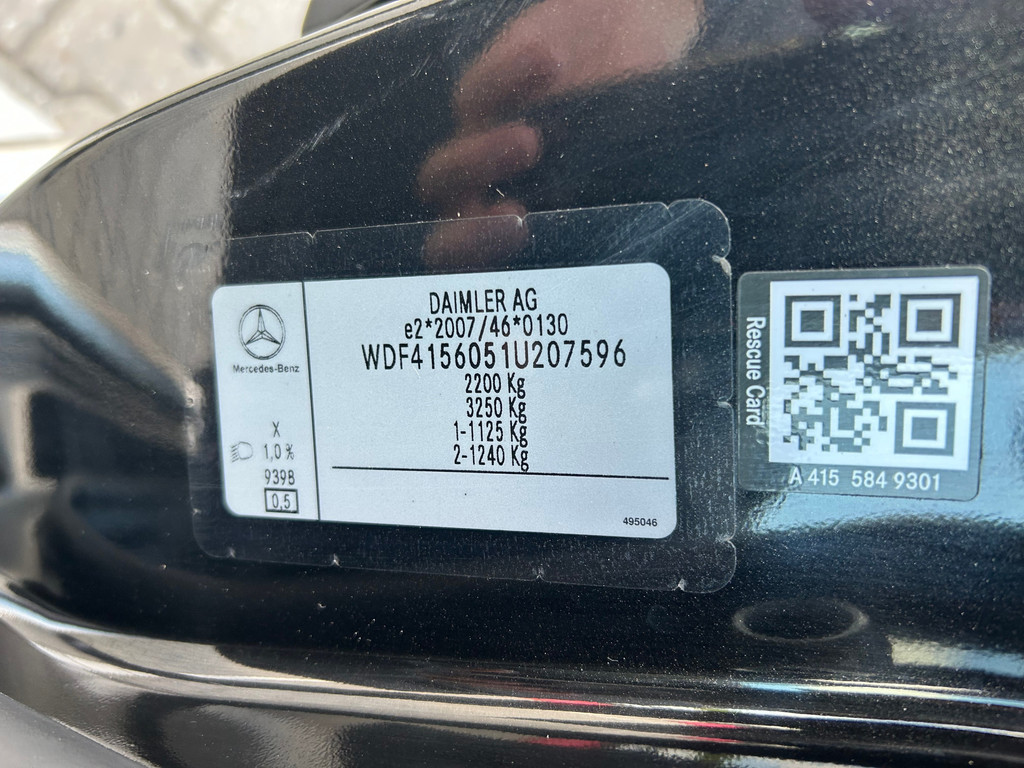 DAIMLER AG
e2*2007/46*0130
WDF4156051U207596
2200 Kg
3250 Kg
1-1125 Kg
2-1240 Kg
495046
Mercedes-Benz
X
1,0 %
9398
0,5
Rescue Card
A 415 584 9301